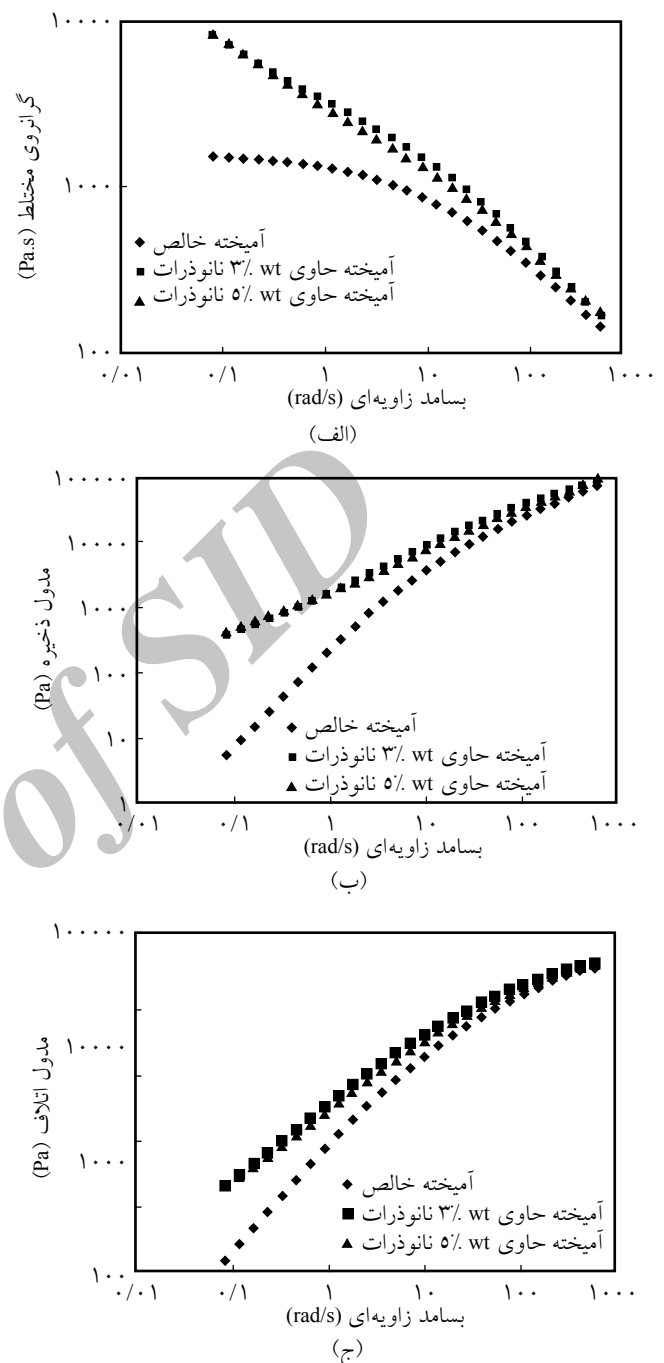 ۱۰۰۰۰
۱۰۰۰
۱۰۰
گرانروی مختلط (Pa.s)
آمیخته خالص
آمیخته حاوی ۳٪ wt نانوذرات
آمیخته حاوی ۵٪ wt نانوذرات
۰/۰۱ ۰/۱ ۱ ۱۰ ۱۰۰ ۱۰۰۰
بسامد زاویه‌ای (rad/s)
(الف)
۱۰۰۰۰۰
۱۰۰۰۰
۱۰۰۰
۱۰۰
۱۰
۱
مدول ذخیره (Pa)
آمیخته خالص
آمیخته حاوی ۳٪ wt نانوذرات
آمیخته حاوی ۵٪ wt نانوذرات
۰/۰۱ ۰/۱ ۱ ۱۰ ۱۰۰ ۱۰۰۰
بسامد زاویه‌ای (rad/s)
(ب)
of SID
۱۰۰۰۰۰
۱۰۰۰۰
۱۰۰۰
۱۰۰
مدول اتلاف (Pa)
آمیخته خالص
آمیخته حاوی ۳٪ wt نانوذرات
آمیخته حاوی ۵٪ wt نانوذرات
۰/۰۱ ۰/۱ ۱ ۱۰ ۱۰۰ ۱۰۰۰
بسامد زاویه‌ای (rad/s)
(ج)